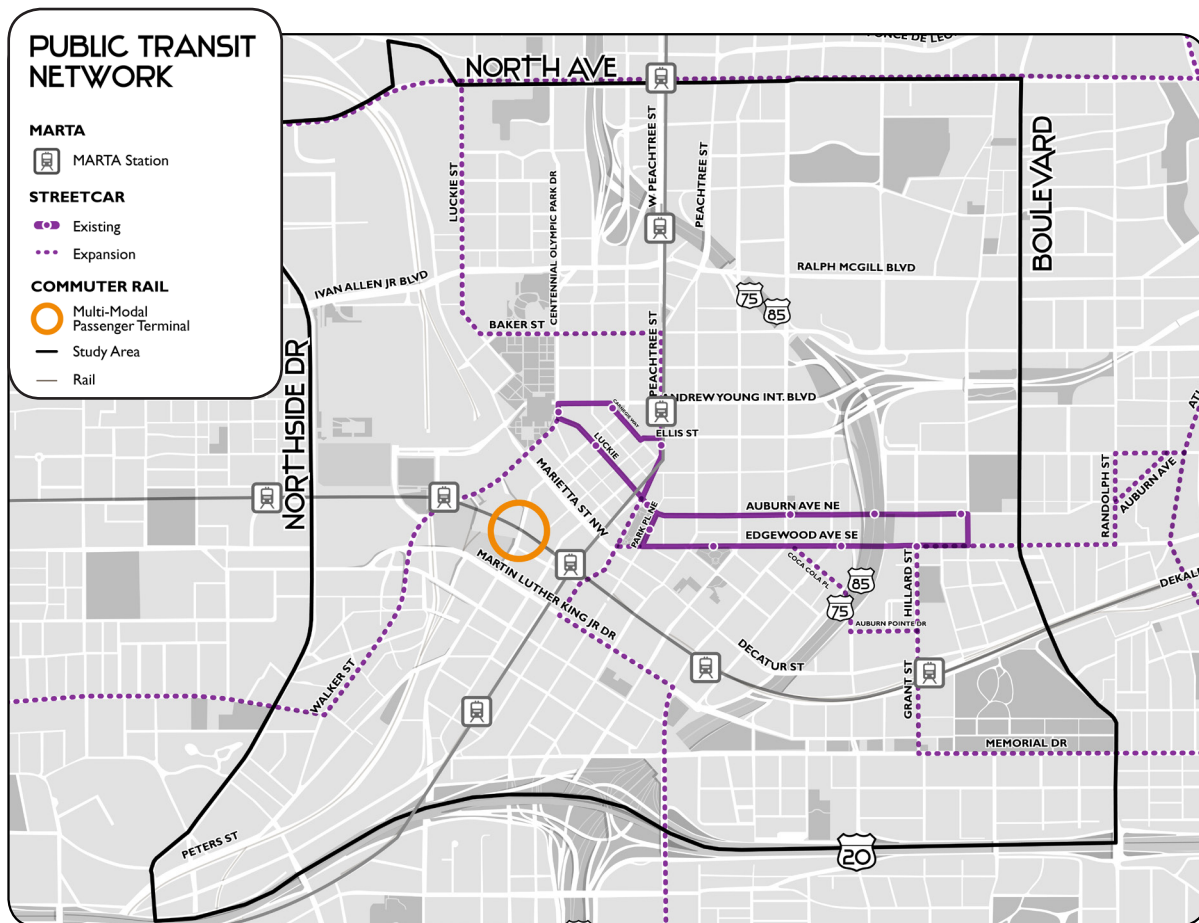 PUBLIC TRANSIT
NETWORK
MARTA
MARTA Station
STREETCAR
Existing
Expansion
COMMUTER RAIL
Multi-Modal
Passenger Terminal
Study Area
Rail
NORTH AVE
BOULEVARD
LUCKIE ST
CENTENNIAL OLYMPIC PARK DR
W PEACHTREE ST
PEACHTREE ST
RALPH MCGILL BLVD
IVAN ALLEN JR BLVD
75
85
BAKER ST
PEACHTREE ST
NORTHSIDE DR
ANDREW YOUNG INT. BLVD
ELLIS ST
LUCKIE
MARIETTA ST NW
PARK PL NE
AUBURN AVE NE
EDGEWOOD AVE SE
RANDOLPH ST
AUBURN AVE
COCA COLA PL
85
75
HILLARD ST
AUBURN POINTE DR
MARTIN LUTHER KING JR DR
DECATUR ST
WALKER ST
GRANT ST
MEMORIAL DR
PETERS ST
20